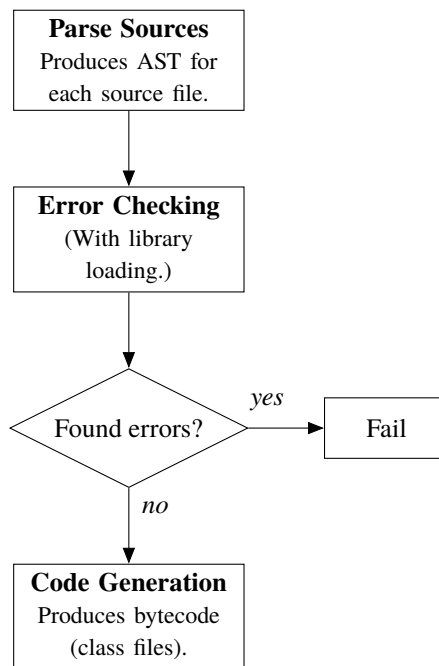 Parse Sources
Produces AST for
each source file.
Error Checking
(With library
loading.)
Found errors?
yes
Fail
no
Code Generation
Produces bytecode
(class files).